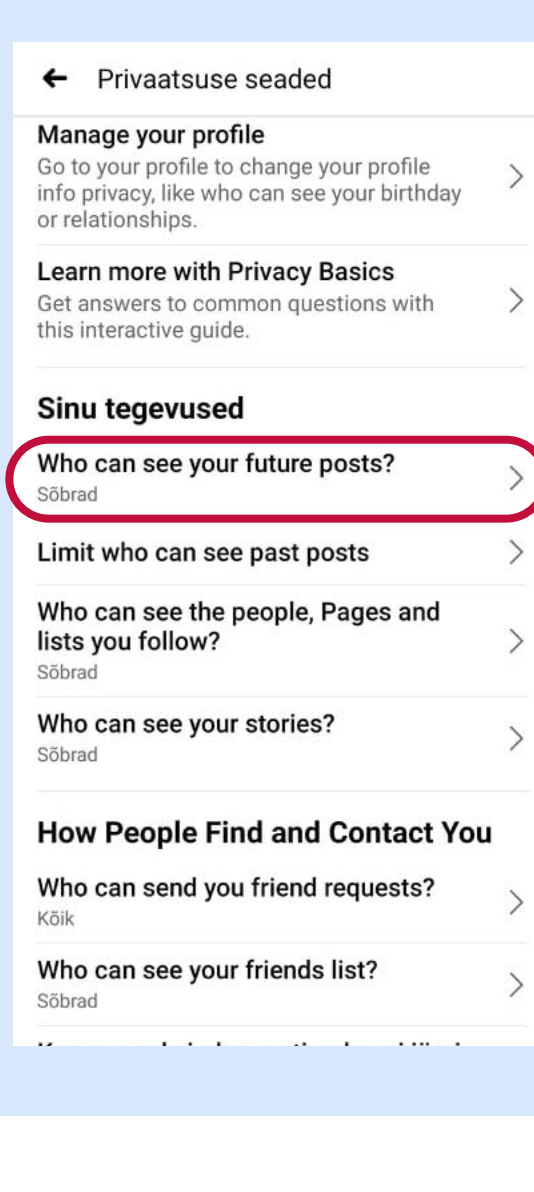 Privaatsuse seaded
Manage your profile
Go to your profile to change your profile
info privacy, like who can see your birthday
or relationships.
Learn more with Privacy Basics
Get answers to common questions with
this interactive guide.
Sinu tegevused
Who can see your future posts?
Sõbrad
Limit who can see past posts
Who can see the people, Pages and
lists you follow?
Sõbrad
Who can see your stories?
Sõbrad
How People Find and Contact You
Who can send you friend requests?
Kõik
Who can see your friends list?
Sõbrad